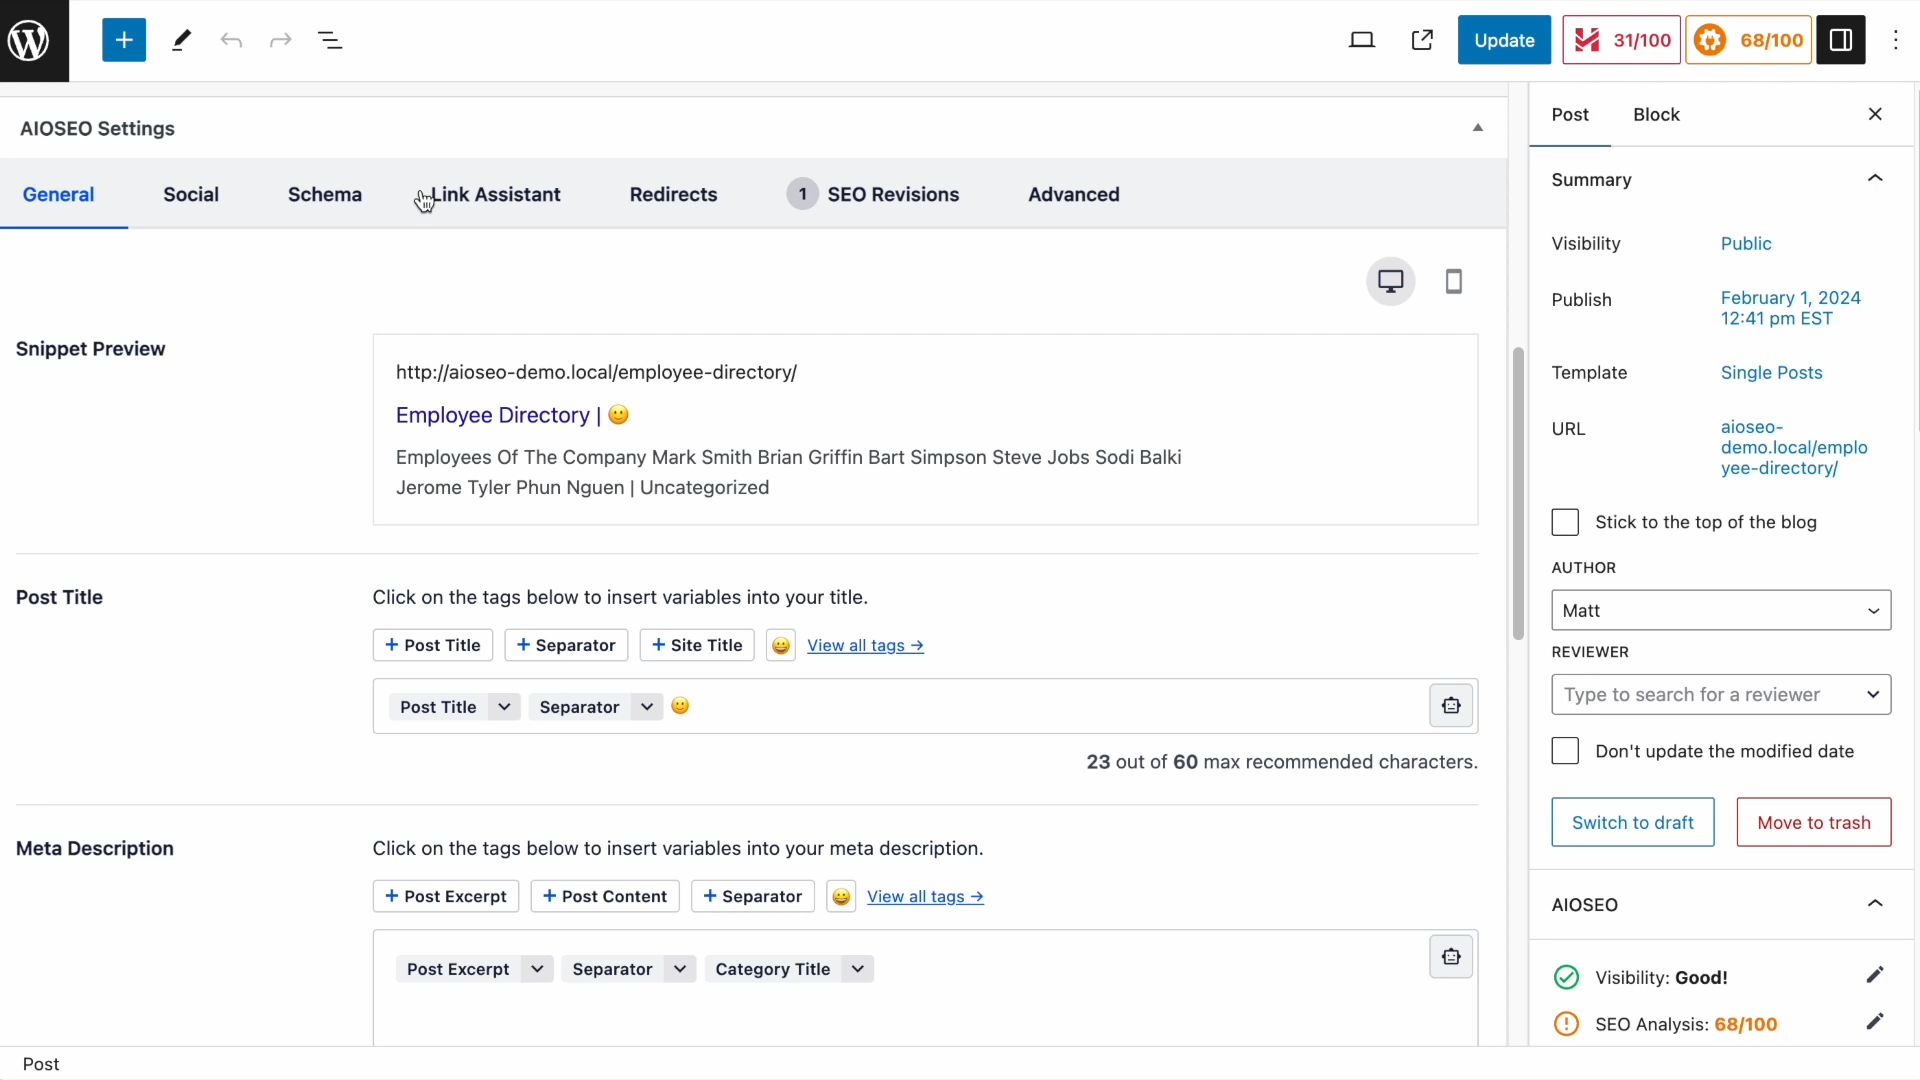 Update
31/100
68/100
AIOSEO Settings
General
Social
Schema
Link Assistant
Redirects
1
SEO Revisions
Advanced
Snippet Preview
http://aioseo-demo.local/employee-directory/
Employee Directory | 🙂
Employees Of The Company Mark Smith Brian Griffin Bart Simpson Steve Jobs Sodi Balki
Jerome Tyler Phun Nguen | Uncategorized
Post Title
Click on the tags below to insert variables into your title.
+ Post Title
+ Separator
+ Site Title
😀
View all tags →
Post Title
Separator
🙂
23 out of 60 max recommended characters.
Meta Description
Click on the tags below to insert variables into your meta description.
+ Post Excerpt
+ Post Content
+ Separator
😀
View all tags →
Post Excerpt
Separator
Category Title
Post
Post
Block
Summary
Visibility
Public
Publish
February 1, 2024
12:41 pm EST
Template
Single Posts
URL
aioseo-
demo.local/emplo
yee-directory/
Stick to the top of the blog
AUTHOR
Matt
REVIEWER
Type to search for a reviewer
Don't update the modified date
Switch to draft
Move to trash
AIOSEO
Visibility: Good!
SEO Analysis: 68/100